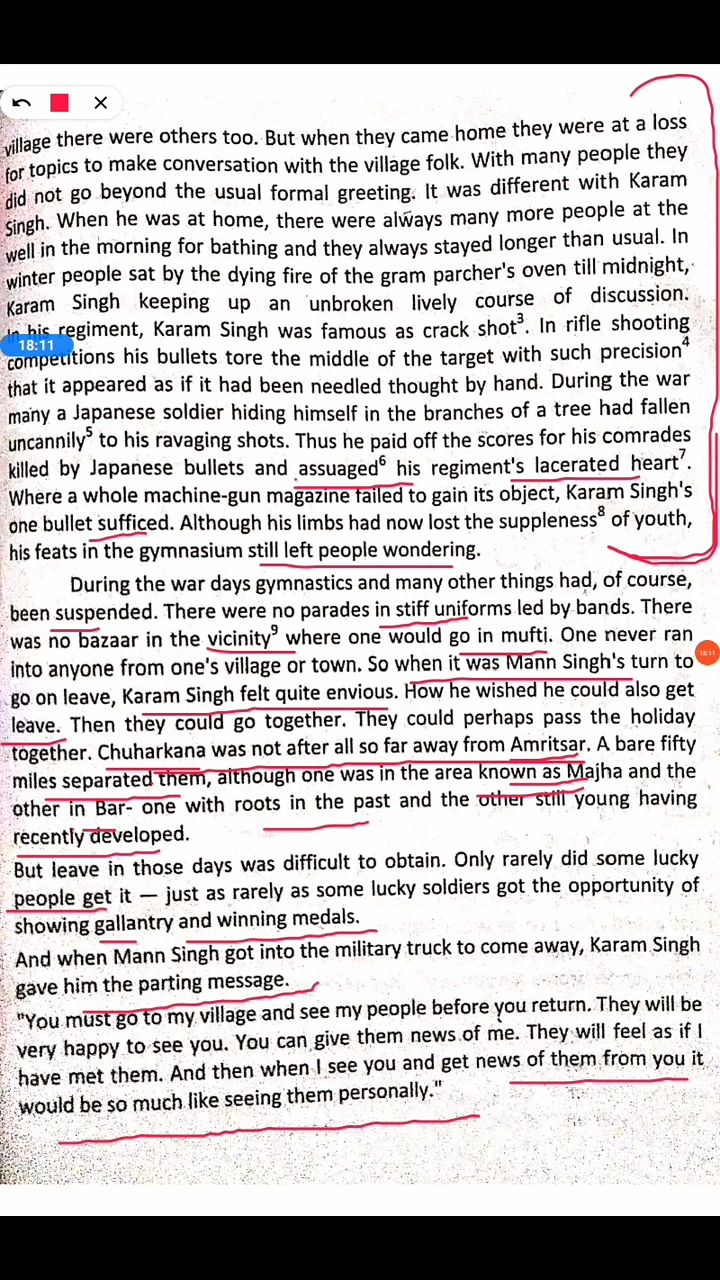 village there were others too. But when they came home they were at a loss
for topics to make conversation with the village folk. With many people they
did not go beyond the usual formal greeting. It was different with Karam
Singh. When he was at home, there were always many more people at the
well in the morning for bathing and they always stayed longer than usual. In
winter people sat by the dying fire of the gram parcher's oven till midnight,
Karam Singh keeping up an unbroken lively course of discussion.
his regiment, Karam Singh was famous as crack shot³. In rifle shooting
18:11
competitions his bullets tore the middle of the target with such precision⁴
that it appeared as if it had been needled thought by hand. During the war
many a Japanese soldier hiding himself in the branches of a tree had fallen
uncannily⁵ to his ravaging shots. Thus he paid off the scores for his comrades
killed by Japanese bullets and assuaged⁶ his regiment's lacerated heart⁷.
Where a whole machine-gun magazine failed to gain its object, Karam Singh's
one bullet sufficed. Although his limbs had now lost the suppleness⁸ of youth,
his feats in the gymnasium still left people wondering.
During the war days gymnastics and many other things had, of course,
been suspended. There were no parades in stiff uniforms led by bands. There
was no bazaar in the vicinity⁹ where one would go in mufti. One never ran
18:11
into anyone from one's village or town. So when it was Mann Singh's turn to
go on leave, Karam Singh felt quite envious. How he wished he could also get
leave. Then they could go together. They could perhaps pass the holiday
together. Chuharkana was not after all so far away from Amritsar. A bare fifty
miles separated them, although one was in the area known as Majha and the
other in Bar- one with roots in the past and the other still young having
recently developed.
But leave in those days was difficult to obtain. Only rarely did some lucky
people get it — just as rarely as some lucky soldiers got the opportunity of
showing gallantry and winning medals.
And when Mann Singh got into the military truck to come away, Karam Singh
gave him the parting message.
"You must go to my village and see my people before you return. They will be
very happy to see you. You can give them news of me. They will feel as if I
have met them. And then when I see you and get news of them from you it
would be so much like seeing them personally."